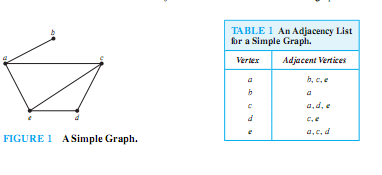 b
a
c
e
d
FIGURE 1 A Simple Graph.
TABLE 1 An Adjacency List
for a Simple Graph.
Vertex Adjacent Vertices
a b, c, e
b a
c a, d, e
d c, e
e a, c, d